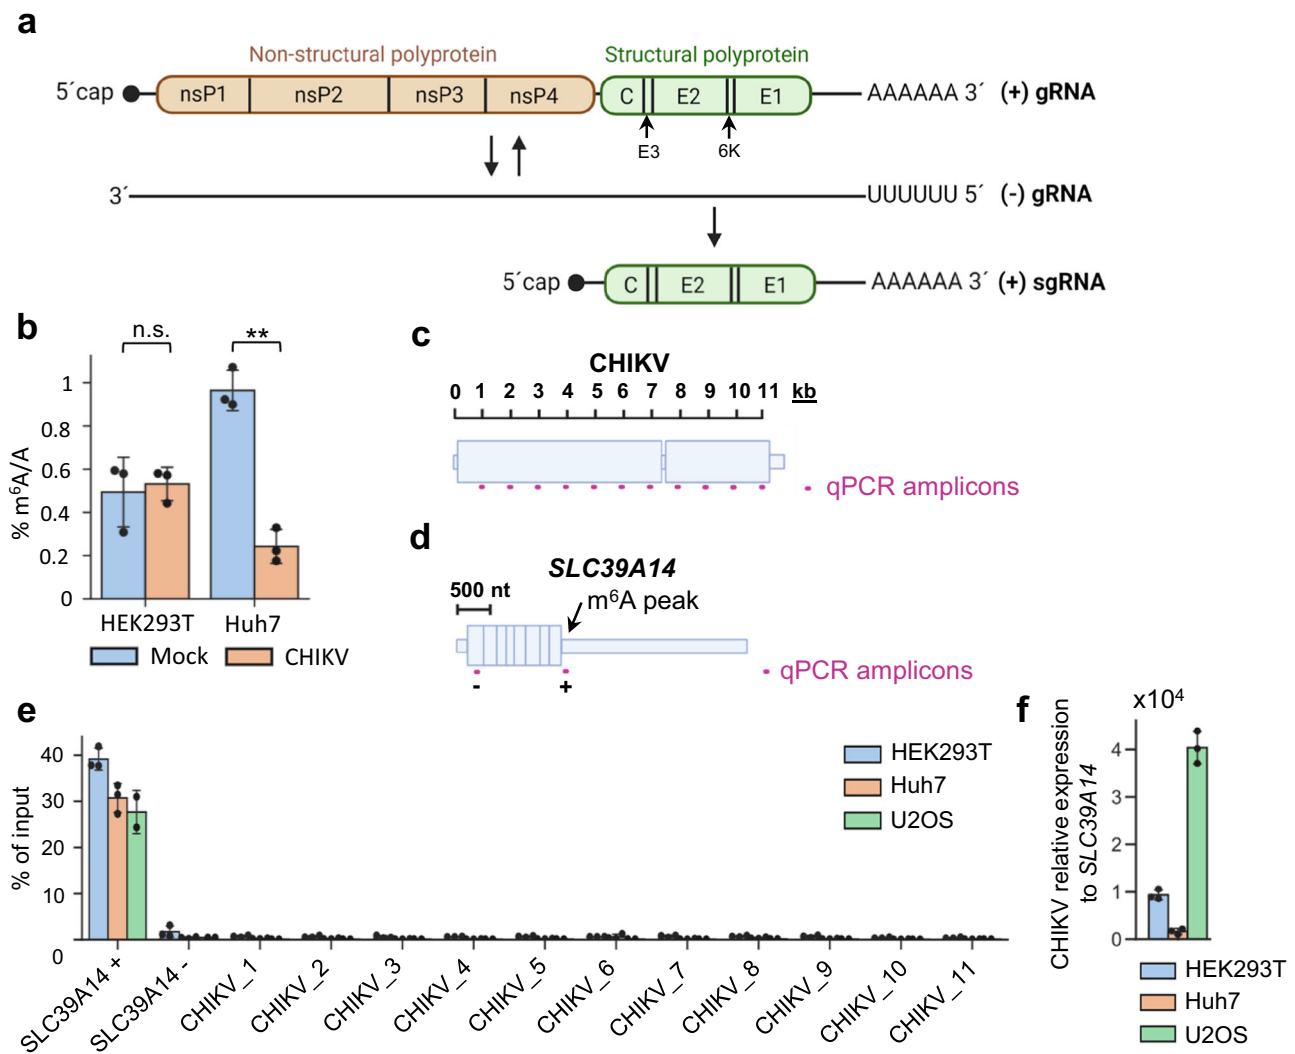 a
Non-structural polyprotein Structural polyprotein
5´cap nsP1 nsP2 nsP3 nsP4 C E2 E1 AAAAAA 3´ (+) gRNA
E3 6K
3´ UUUUUU 5´ (-) gRNA
5´cap C E2 E1 AAAAAA 3´ (+) sgRNA
b
n.s. **
% m⁶A/A
1
0.8
0.6
0.4
0.2
0
HEK293T Huh7
Mock CHIKV
c
CHIKV
0 1 2 3 4 5 6 7 8 9 10 11 kb
qPCR amplicons
d
SLC39A14
500 nt
m⁶A peak
qPCR amplicons
- +
e
% of input
40
30
20
10
0
HEK293T
Huh7
U2OS
SLC39A14 +
SLC39A14 -
CHIKV_1
CHIKV_2
CHIKV_3
CHIKV_4
CHIKV_5
CHIKV_6
CHIKV_7
CHIKV_8
CHIKV_9
CHIKV_10
CHIKV_11
f
x10⁴
CHIKV relative expression
to SLC39A14
4
3
2
1
0
HEK293T
Huh7
U2OS